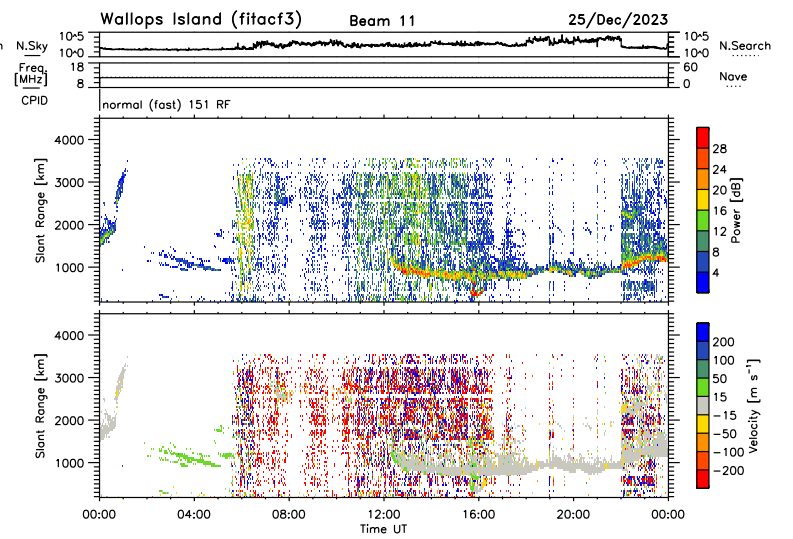 Wallops Island (fitacf3) Beam 11 25/Dec/2023
N.Sky 10^5 10^0 10^5 10^0 N.Search
Freq. [MHz] 18 8 60 0 Nave
CPID normal (fast) 151 RF
Slant Range [km] 4000 3000 2000 1000
28 24 20 16 12 8 4 Power [dB]
Slant Range [km] 4000 3000 2000 1000
200 100 50 15 -15 -50 -100 -200 Velocity [m s⁻¹]
00:00 04:00 08:00 12:00 16:00 20:00 00:00
Time UT